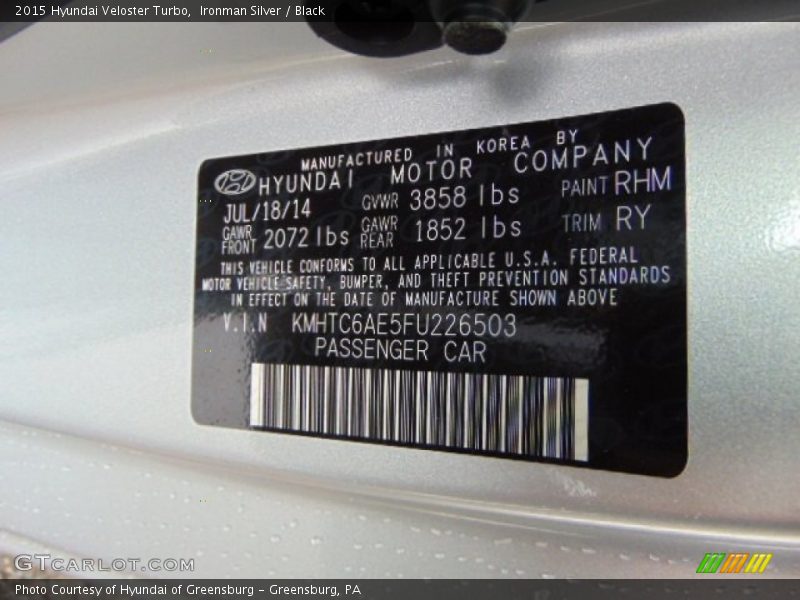 2015 Hyundai Veloster Turbo,  Ironman Silver / Black
MANUFACTURED IN KOREA BY
HYUNDAI MOTOR COMPANY
JUL/18/14 GVWR 3858 lbs PAINT RHM
GAWR FRONT 2072 lbs GAWR REAR 1852 lbs TRIM RY
THIS VEHICLE CONFORMS TO ALL APPLICABLE U.S.A. FEDERAL
MOTOR VEHICLE SAFETY, BUMPER, AND THEFT PREVENTION STANDARDS
IN EFFECT ON THE DATE OF MANUFACTURE SHOWN ABOVE
V.I.N KMHTC6AE5FU226503
PASSENGER CAR
GTCARLOT.COM
Photo Courtesy of Hyundai of Greensburg - Greensburg, PA